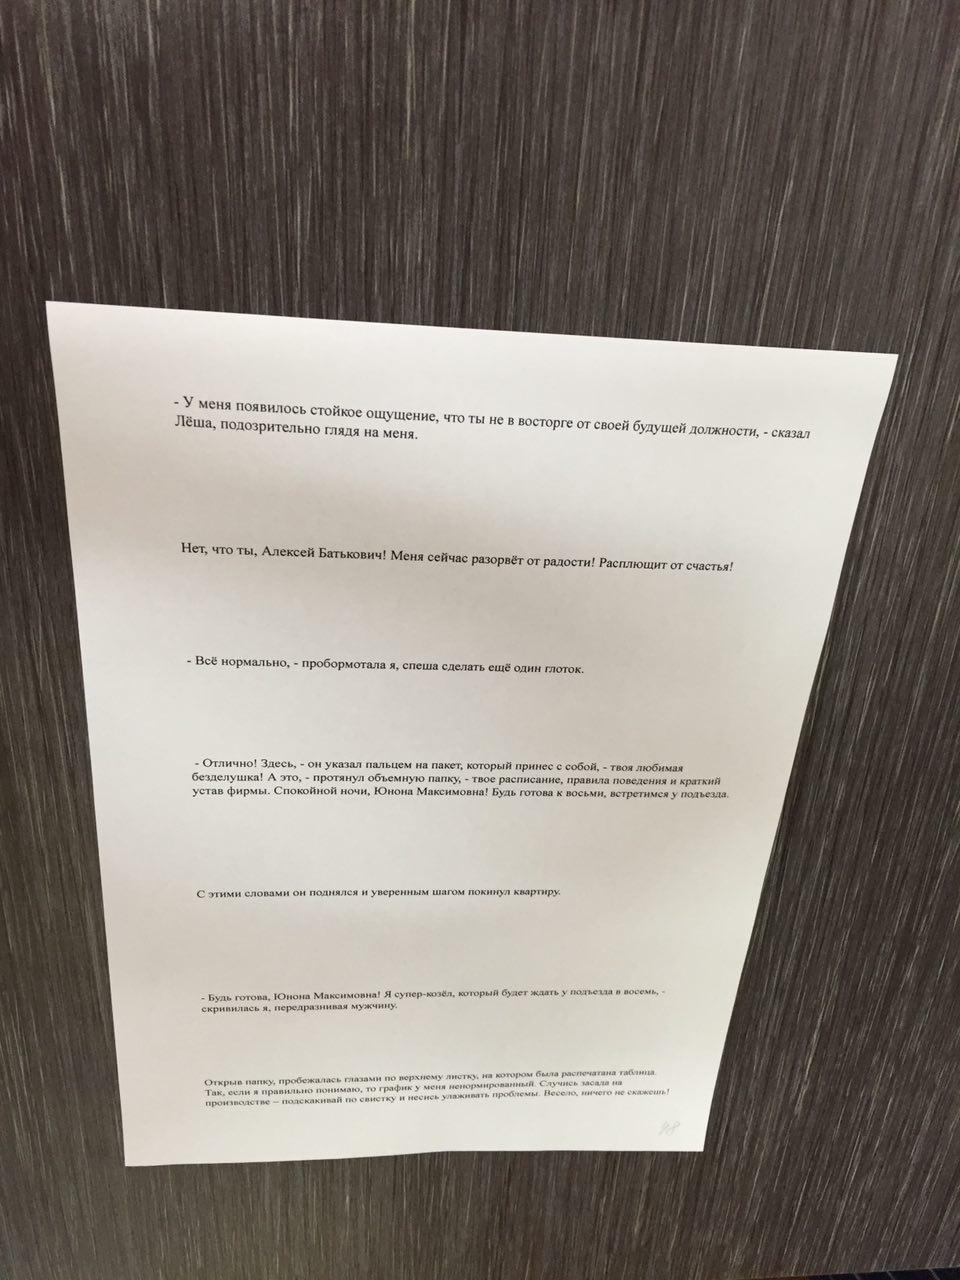 - У меня появилось стойкое ощущение, что ты не в восторге от своей будущей должности, - сказал
Лёша, подозрительно глядя на меня.
Нет, что ты, Алексей Батькович! Меня сейчас разорвёт от радости! Расплющит от счастья!
- Всё нормально, - пробормотала я, спеша сделать ещё один глоток.
- Отлично! Здесь, - он указал пальцем на пакет, который принес с собой, - твоя любимая
безделушка! А это, - протянул объемную папку, - твое расписание, правила поведения и краткий
устав фирмы. Спокойной ночи, Юнона Максимовна! Будь готова к восьми, встретимся у подъезда.
С этими словами он поднялся и уверенным шагом покинул квартиру.
- Будь готова, Юнона Максимовна! Я супер-козёл, который будет ждать у подъезда в восемь, -
скривилась я, передразнивая мужчину.
Открыв папку, пробежалась глазами по верхнему листку, на котором была распечатана таблица.
Так, если я правильно понимаю, то график у меня ненормированный. Случись засада на
производстве – подскакивай по свистку и несись улаживать проблемы. Весело, ничего не скажешь!